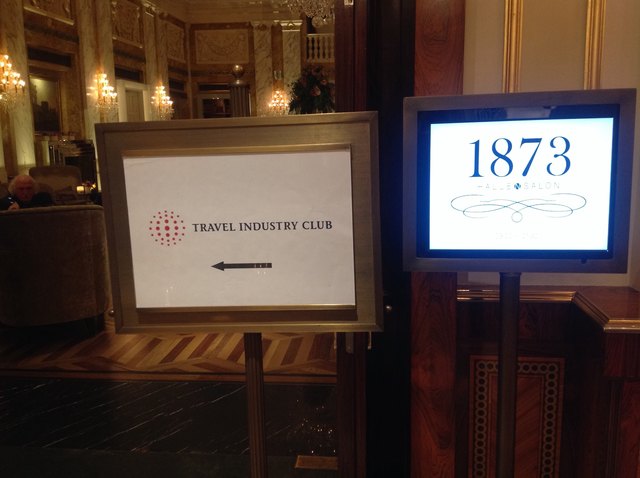 TRAVEL INDUSTRY CLUB
1873
HALLE SALON